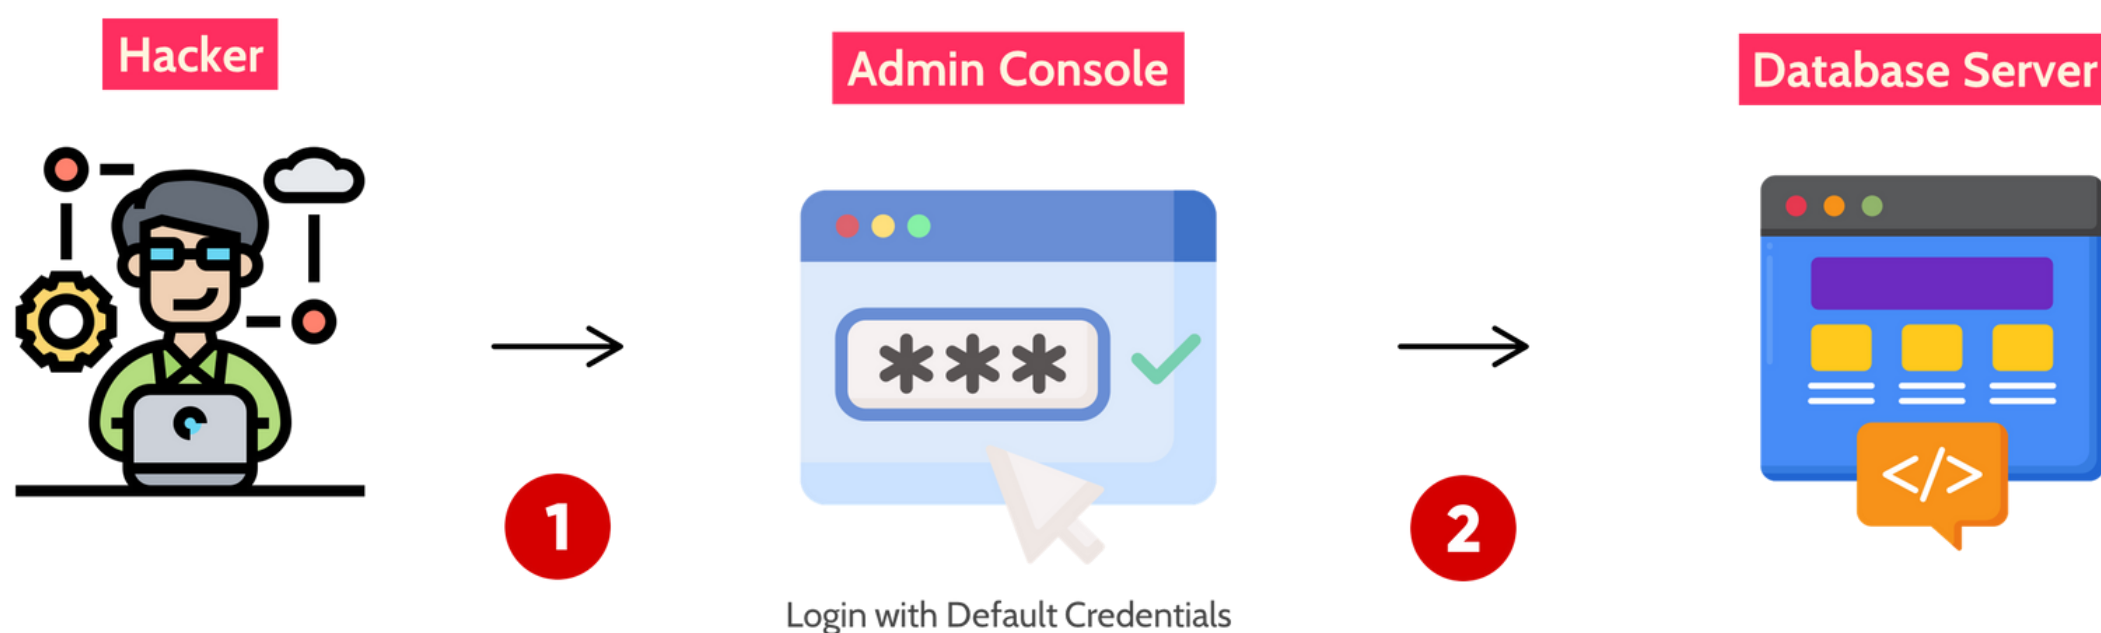 Hacker
Admin Console
Database Server
***
</>
1
2
Login with Default Credentials